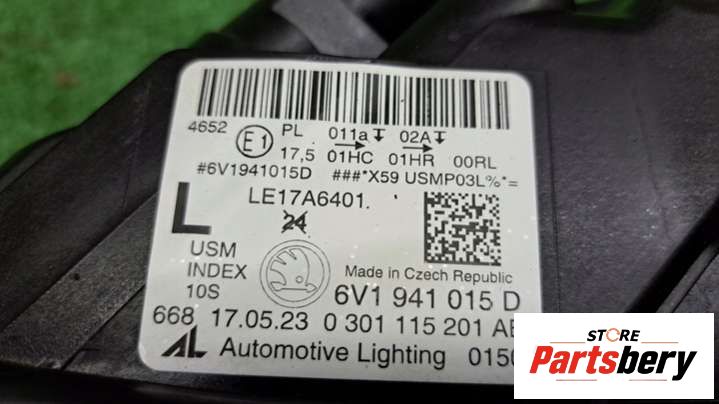 4652 E1 PL 011a 02A
17,5 01HC 01HR 00RL
#6V1941015D ###*X59 USMP03L%*=
L LE17A6401.
24
USM
INDEX
10S
Made in Czech Republic
6V1 941 015 D
668 17.05.23 0 301 115 201
AL Automotive Lighting
STORE
Partsbery